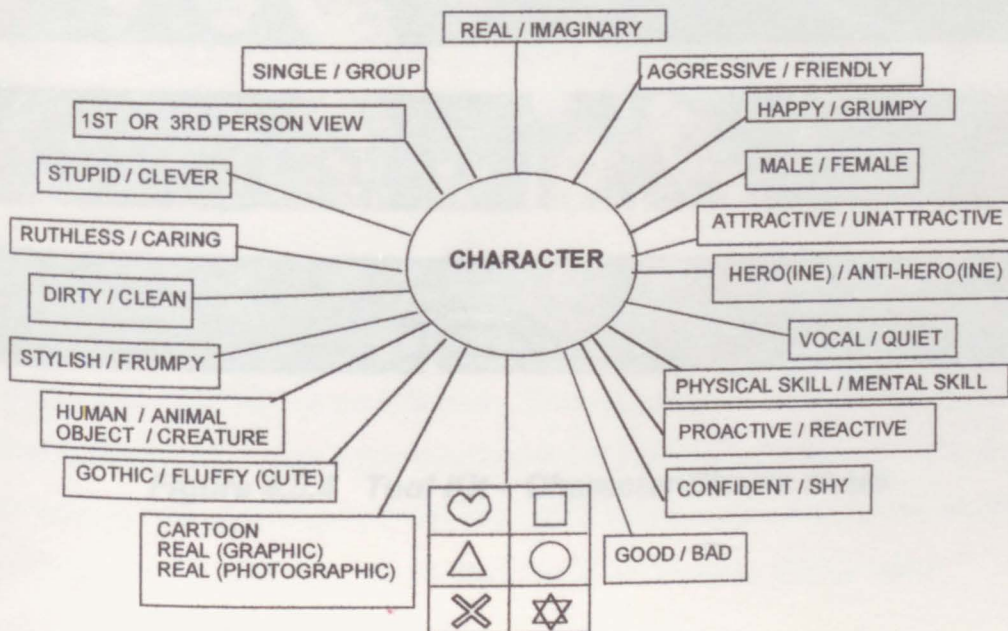 REAL / IMAGINARY
SINGLE / GROUP
AGGRESSIVE / FRIENDLY
1ST OR 3RD PERSON VIEW
HAPPY / GRUMPY
STUPID / CLEVER
MALE / FEMALE
RUTHLESS / CARING
ATTRACTIVE / UNATTRACTIVE
CHARACTER
DIRTY / CLEAN
HERO(INE) / ANTI-HERO(INE)
STYLISH / FRUMPY
VOCAL / QUIET
HUMAN / ANIMAL
OBJECT / CREATURE
PHYSICAL SKILL / MENTAL SKILL
GOTHIC / FLUFFY (CUTE)
PROACTIVE / REACTIVE
CARTOON
REAL (GRAPHIC)
REAL (PHOTOGRAPHIC)
CONFIDENT / SHY
GOOD / BAD